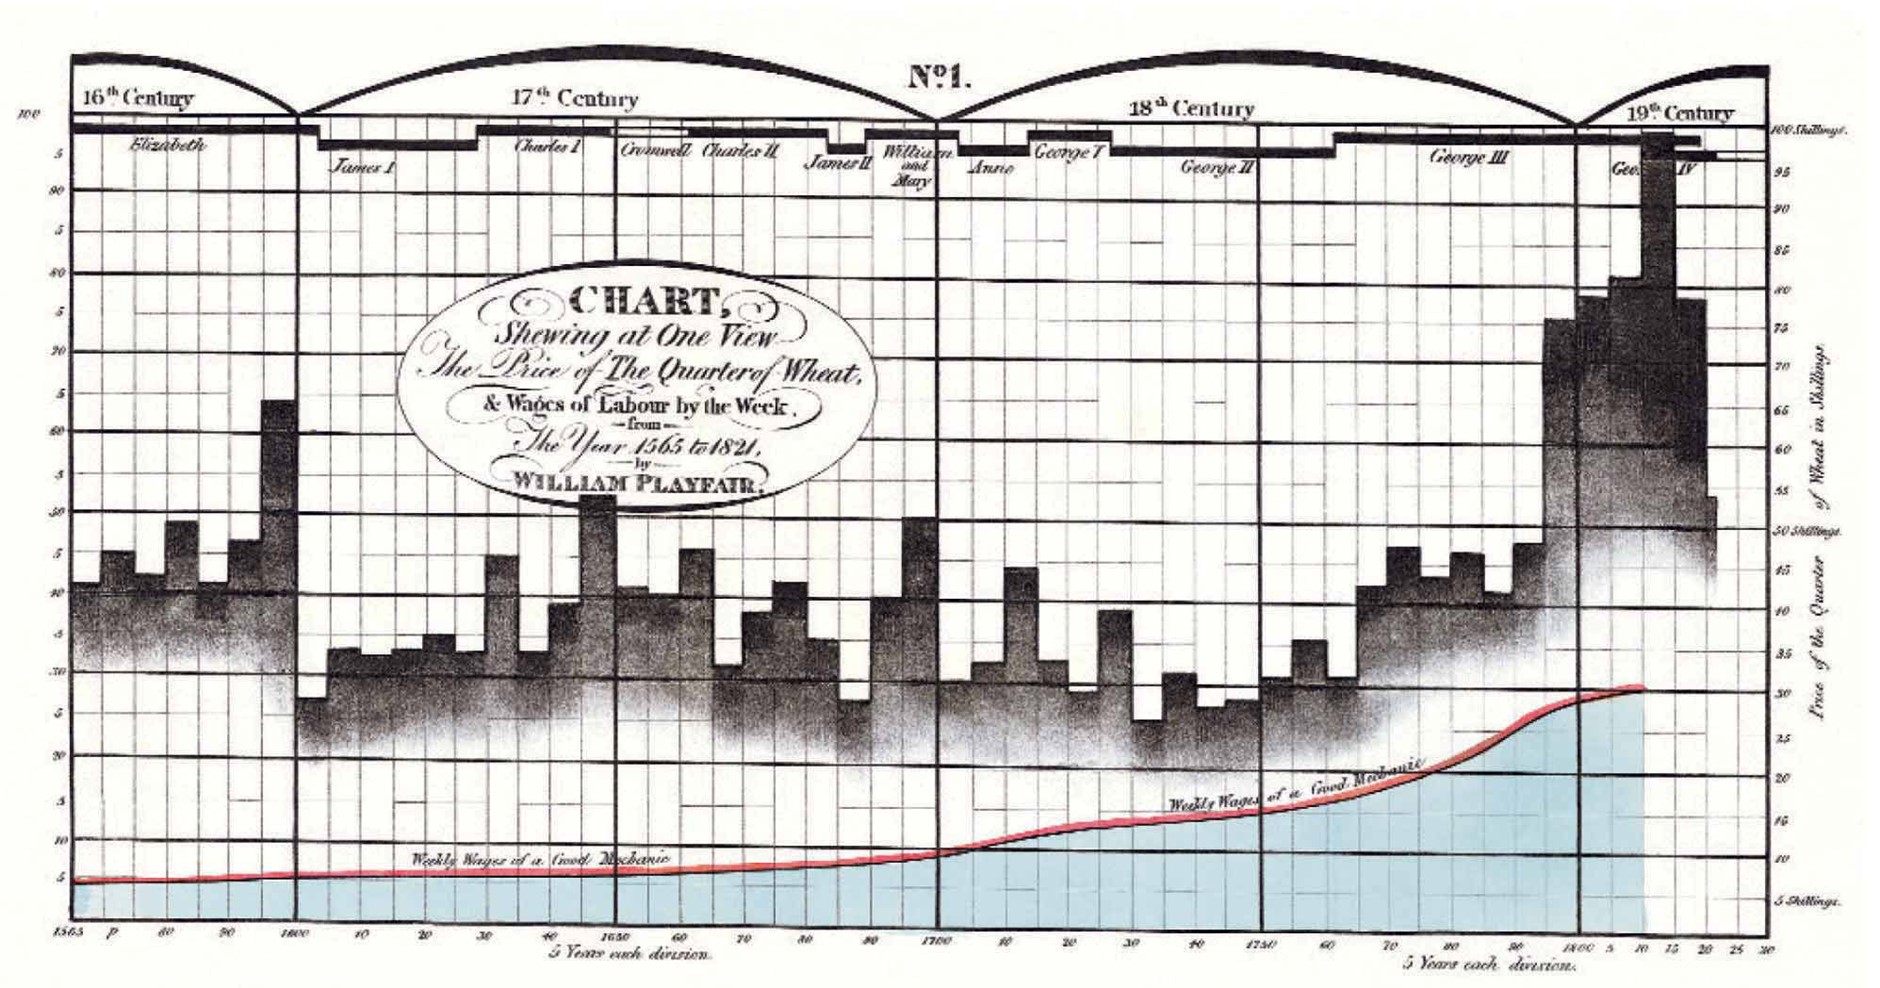 Nº1.
16th Century
17th Century
18th Century
19th Century
Elizabeth
James I
Charles I
Cromwell
Charles II
James II
William
and
Mary
Anne
George I
George II
George III
Geo. IV
CHART,
Shewing at One View
The Price of The Quarter of Wheat,
& Wages of Labour by the Week,
from
The Year 1565 to 1821,
by
WILLIAM PLAYFAIR.
100
5
90
5
80
5
70
5
60
5
50
5
40
5
30
5
20
5
10
5
100 Shillings.
95
90
85
80
75
70
65
60
55
50 Shillings.
45
40
35
30
25
20
15
10
5 Shillings.
Price of the Quarter of Wheat in Shillings.
Weekly Wages of a Good Mechanic
Weekly Wages of a Good Mechanic
1565 80 90 1600 10 20 30 40 1650 60 70 80 90 1700 10 20 30 40 1750 60 70 80 90 1800 5 10 15 20 25 30
5 Years each division.
5 Years each division.